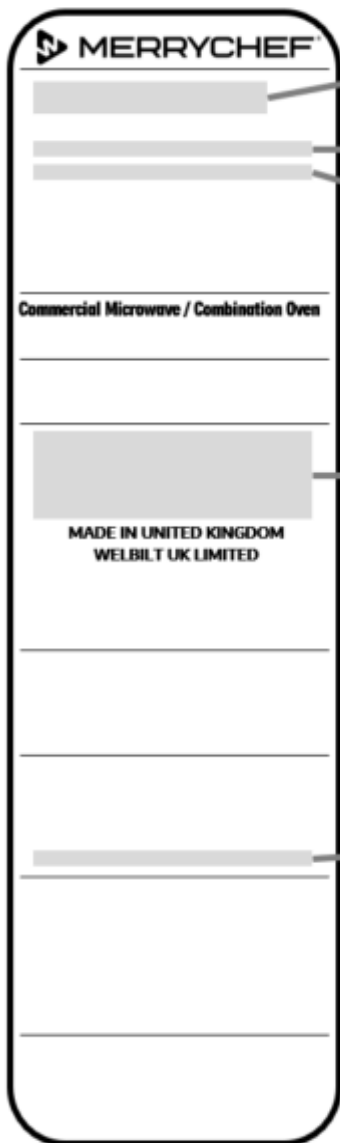 MERRYCHEF
Commercial Microwave / Combination Oven
MADE IN UNITED KINGDOM
WELBILT UK LIMITED